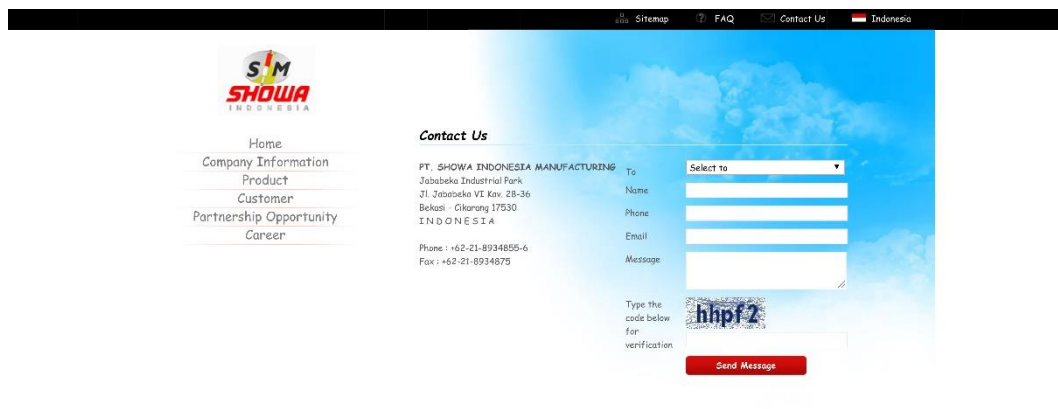 Sitemap FAQ Contact Us Indonesia
SIM
SHOWA
INDONESIA
Home
Company Information
Product
Customer
Partnership Opportunity
Career
Contact Us
PT. SHOWA INDONESIA MANUFACTURING
Jababeka Industrial Park
Jl. Jababeka VI Kav. 28-36
Bekasi - Cikarang 17530
I N D O N E S I A
Phone : +62-21-8934855-6
Fax : +62-21-8934875
To Select to
Name
Phone
Email
Message
Type the
code below
for
verification
hhpf2
Send Message